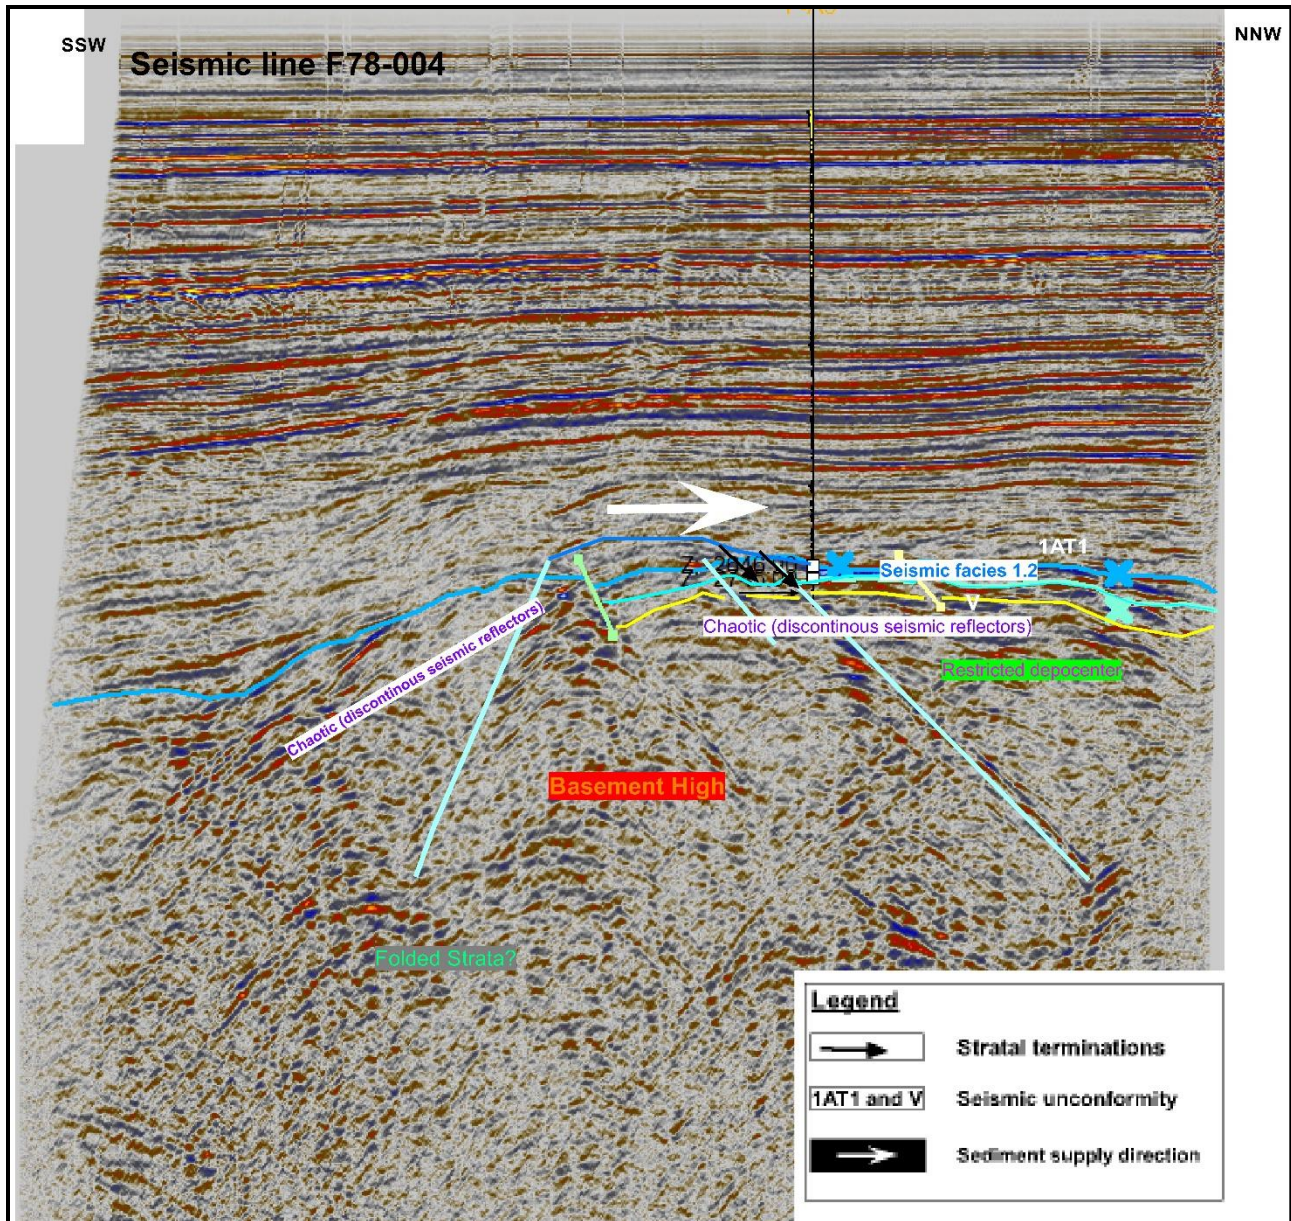 SSW
NNW
Seismic line F78-004
1AT1
Seismic facies 1.2
V
Chaotic (discontinous seismic reflectors)
Chaotic (discontinous seismic reflectors)
Restricted depocenter
Basement High
Folded Strata?
Legend
Stratal terminations
1AT1 and V
Seismic unconformity
Sediment supply direction